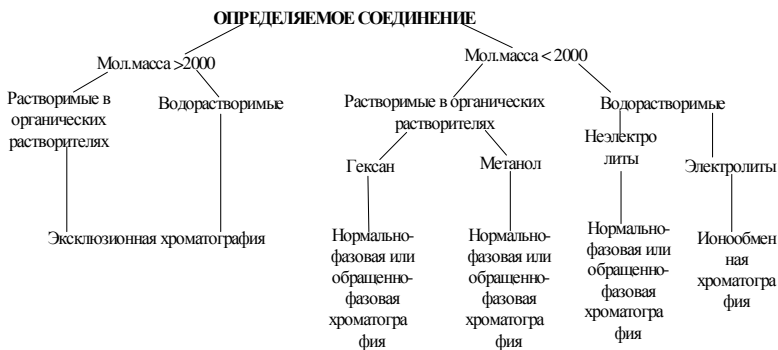 ОПРЕДЕЛЯЕМОЕ СОЕДИНЕНИЕ
Мол.масса >2000
Мол.масса < 2000
Растворимые в
органических
растворителях
Водорастворимые
Растворимые в органических
растворителях
Водорастворимые
Гексан
Метанол
Неэлектро
литы
Электролиты
Эксклюзионная хроматография
Нормально-
фазовая или
обращенно-
фазовая
хроматогра
фия
Нормально-
фазовая или
обращенно-
фазовая
хроматогра
фия
Нормально-
фазовая или
обращенно-
фазовая
хроматогра
фия
Ионообмен
ная
хроматогра
фия